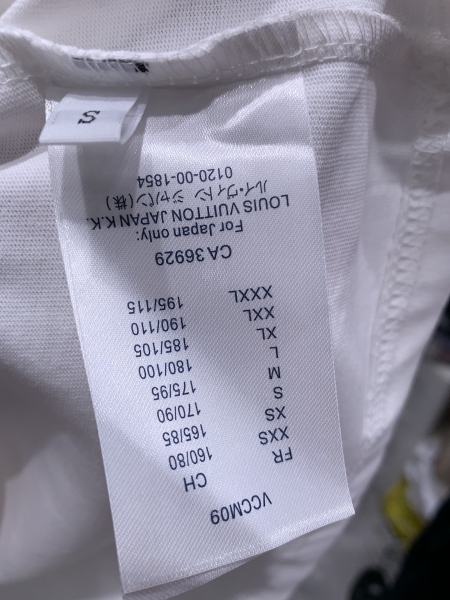 VCCM09
FR CH
XXS 160/80
XS 165/85
S 170/90
M 175/95
L 180/100
XL 185/105
XXL 190/110
XXXL 195/115
CA36929
For Japan only:
LOUIS VUITTON JAPAN K.K.
ルイ・ヴィトン ジャパン(株)
0120-00-1854
S